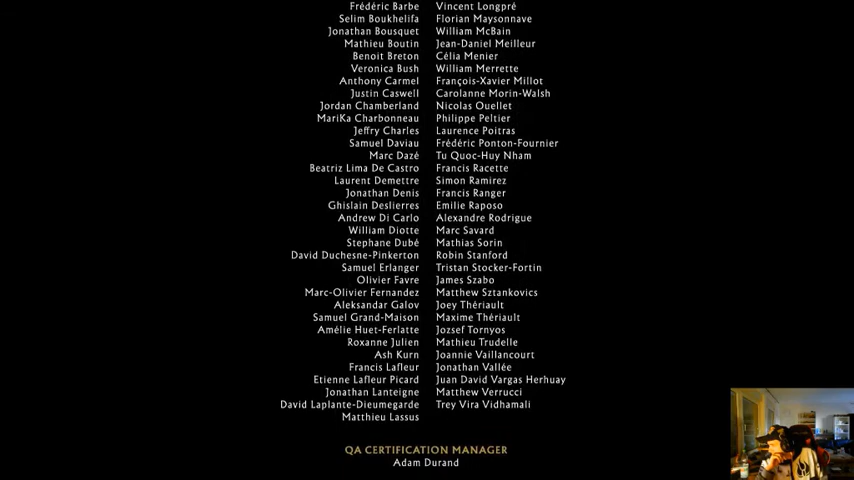 Frédéric Barbe Vincent Longpré
Selim Boukhelifa Florian Maysonnave
Jonathan Bousquet William McBain
Mathieu Boutin Jean-Daniel Meilleur
Benoit Breton Célia Menier
Veronica Bush William Merrette
Anthony Carmel François-Xavier Millot
Justin Caswell Carolanne Morin-Walsh
Jordan Chamberland Nicolas Ouellet
MariKa Charbonneau Philippe Peltier
Jeffry Charles Laurence Poitras
Samuel Daviau Frédéric Ponton-Fournier
Marc Dazé Tu Quoc-Huy Nham
Beatriz Lima De Castro Francis Racette
Laurent Demettre Simon Ramirez
Jonathan Denis Francis Ranger
Ghislain Deslierres Emilie Raposo
Andrew Di Carlo Alexandre Rodrigue
William Diotte Marc Savard
Stephane Dubé Mathias Sorin
David Duchesne-Pinkerton Robin Stanford
Samuel Erlanger Tristan Stocker-Fortin
Olivier Favre James Szabo
Marc-Olivier Fernandez Matthew Sztankovics
Aleksandar Galov Joey Thériault
Samuel Grand-Maison Maxime Thériault
Amélie Huet-Ferlatte Jozsef Tornyos
Roxanne Julien Mathieu Trudelle
Ash Kurn Joannie Vaillancourt
Francis Lafleur Jonathan Vallée
Etienne Lafleur Picard Juan David Vargas Herhuay
Jonathan Lanteigne Matthew Verrucci
David Laplante-Dieumegarde Trey Vira Vidhamali
Matthieu Lassus
QA CERTIFICATION MANAGER
Adam Durand